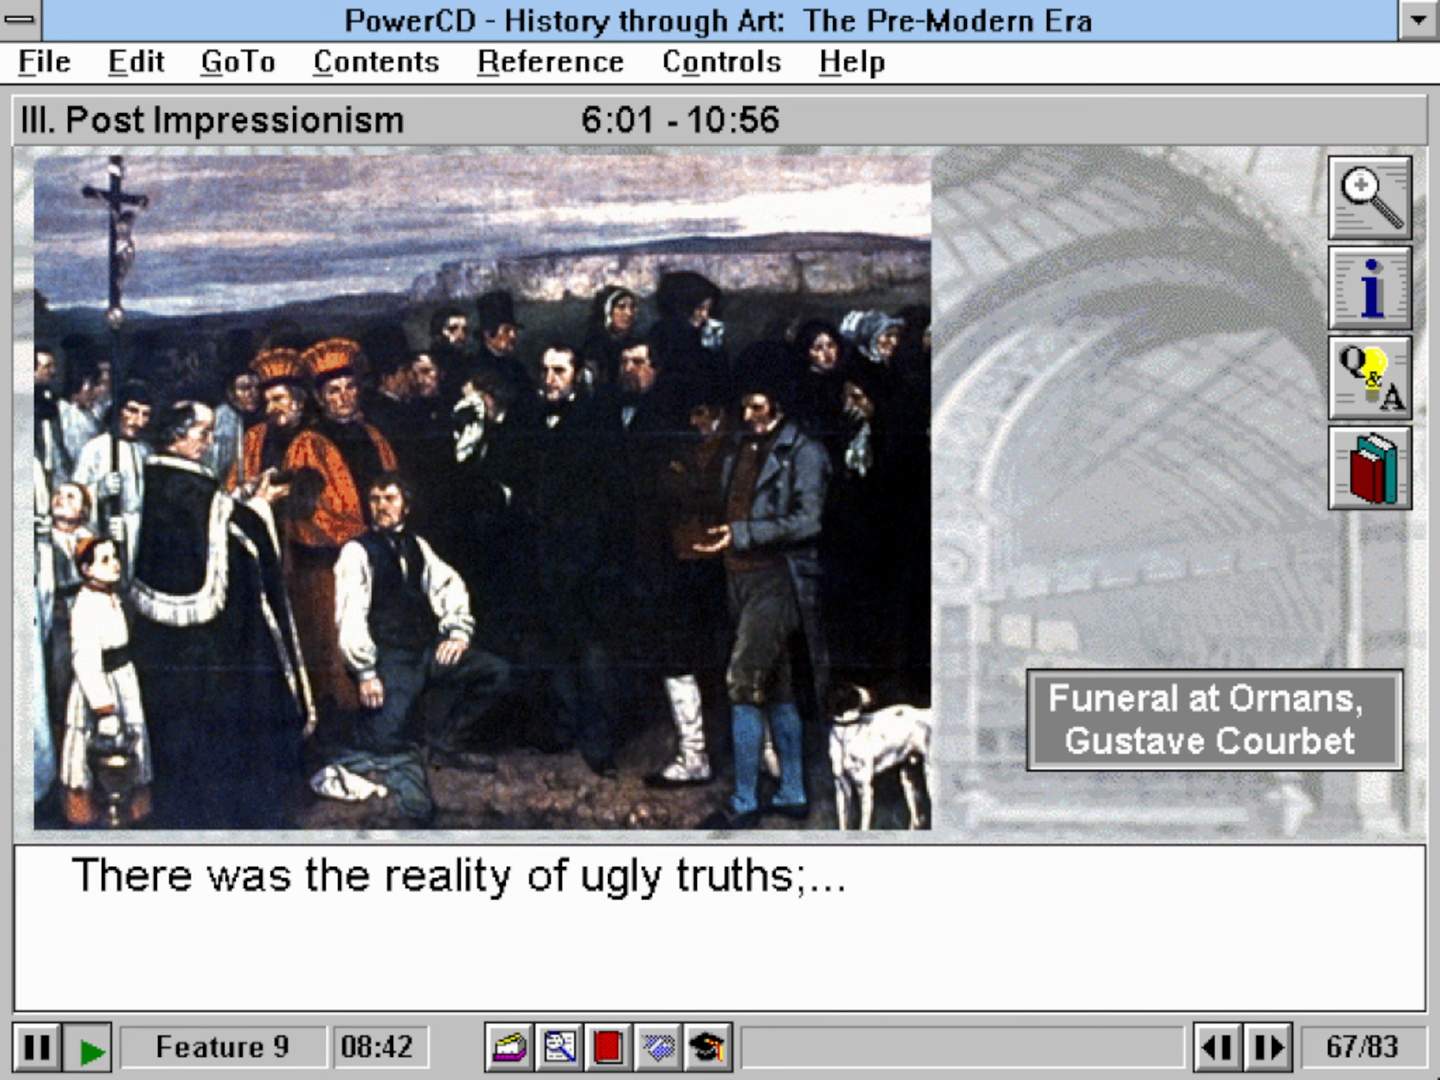 PowerCD - History through Art:  The Pre-Modern Era
File Edit GoTo Contents Reference Controls Help
III. Post Impressionism 6:01 - 10:56
i
Q & A
Funeral at Ornans,
Gustave Courbet
There was the reality of ugly truths;...
Feature 9 08:42 67/83